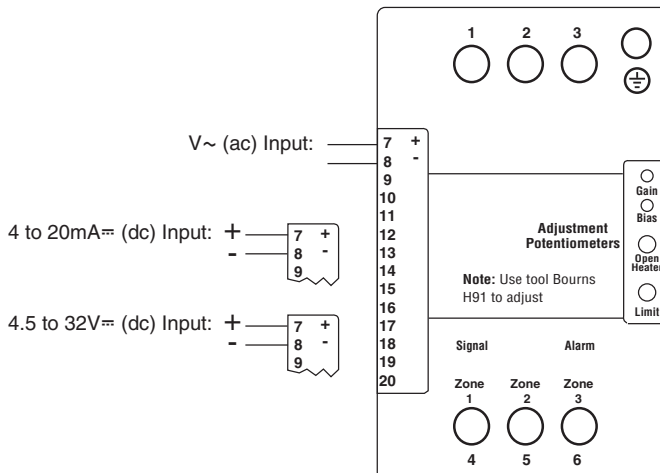 1 2 3
V~ (ac) Input:
7 +
8 -
9
10
11
12
13
14
15
16
17
18
19
20
4 to 20mA⎓ (dc) Input: + -
7 +
8 -
9
4.5 to 32V⎓ (dc) Input: + -
7 +
8 -
9
Gain
Bias
Open
Heater
Limit
Adjustment
Potentiometers
Note: Use tool Bourns
H91 to adjust
Signal Alarm
Zone Zone Zone
1 2 3
4 5 6